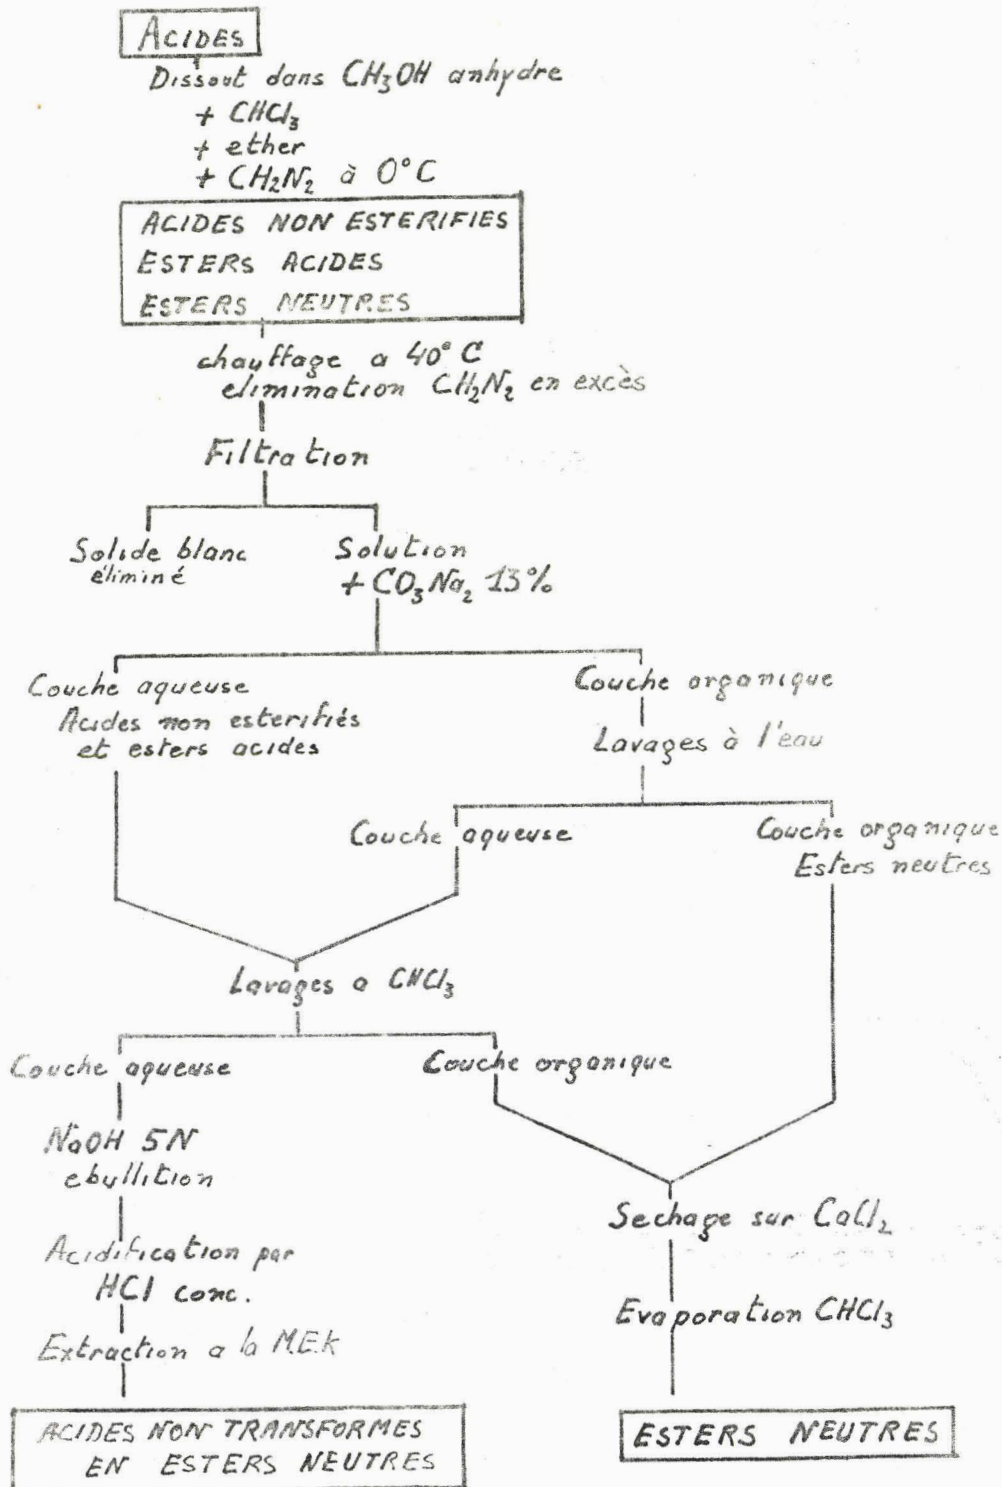 ACIDES
Dissout dans CH₃OH anhydre
+ CHCl₃
+ ether
+ CH₂N₂ à 0°C
ACIDES NON ESTERIFIES
ESTERS ACIDES
ESTERS NEUTRES
chauffage a 40°C
elimination CH₂N₂ en excès
Filtration
Solide blanc
éliminé
Solution
+ CO₃Na₂ 13%
Couche aqueuse
Acides non esterifiés
et esters acides
Couche organique
Lavages à l'eau
Couche aqueuse
Couche organique
Esters neutres
Lavages a CHCl₃
Couche aqueuse
Couche organique
NaOH 5N
ebullition
Acidification par
HCl conc.
Extraction a la M.E.K
ACIDES NON TRANSFORMES
EN ESTERS NEUTRES
Sechage sur CaCl₂
Evaporation CHCl₃
ESTERS NEUTRES